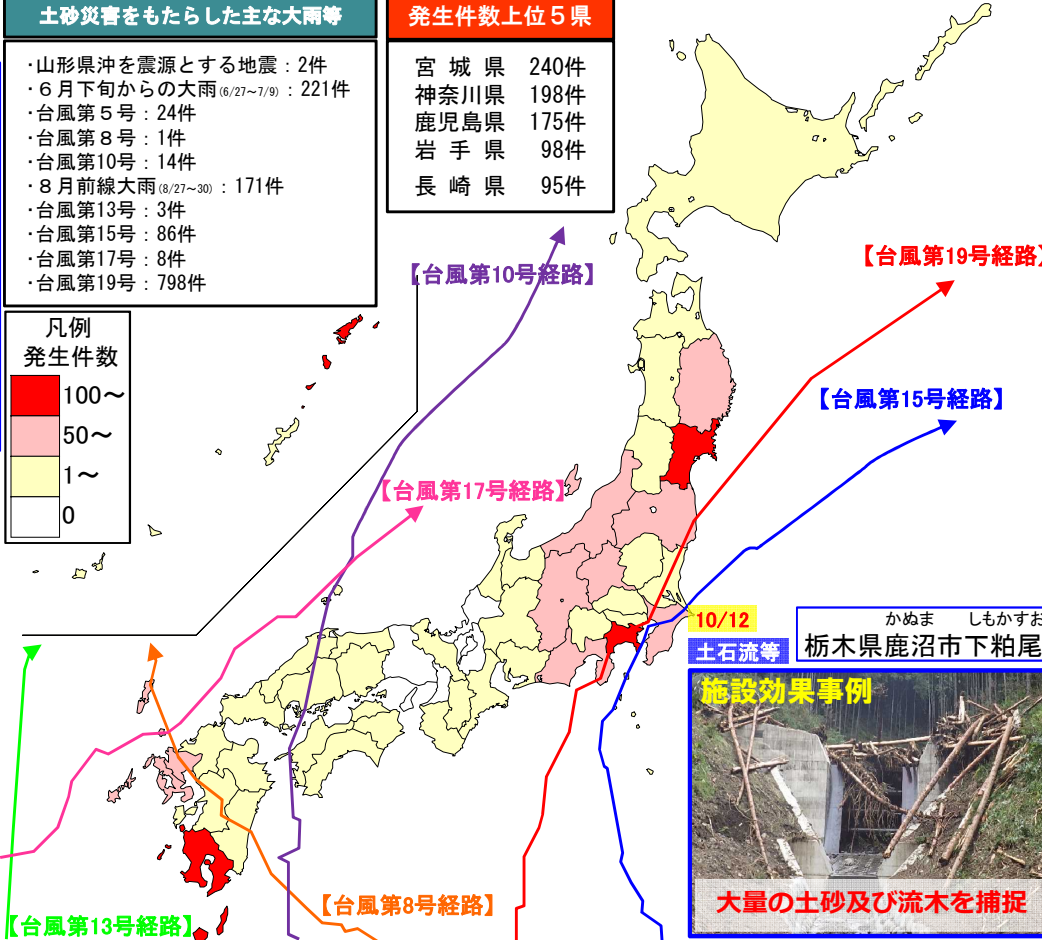 土砂災害をもたらした主な大雨等
・山形県沖を震源とする地震：2件
・６月下旬からの大雨(6/27~7/9)：221件
・台風第５号：24件
・台風第８号：1件
・台風第10号：14件
・８月前線大雨(8/27~30)：171件
・台風第13号：3件
・台風第15号：86件
・台風第17号：8件
・台風第19号：798件
発生件数上位５県
宮城県 240件
神奈川県 198件
鹿児島県 175件
岩手県 98件
長崎県 95件
凡例
発生件数
100～
50～
1～
0
【台風第10号経路】
【台風第19号経路】
【台風第15号経路】
【台風第17号経路】
【台風第13号経路】
【台風第8号経路】
10/12
土石流等
かぬま しもかすお
栃木県鹿沼市下粕尾
施設効果事例
大量の土砂及び流木を捕捉